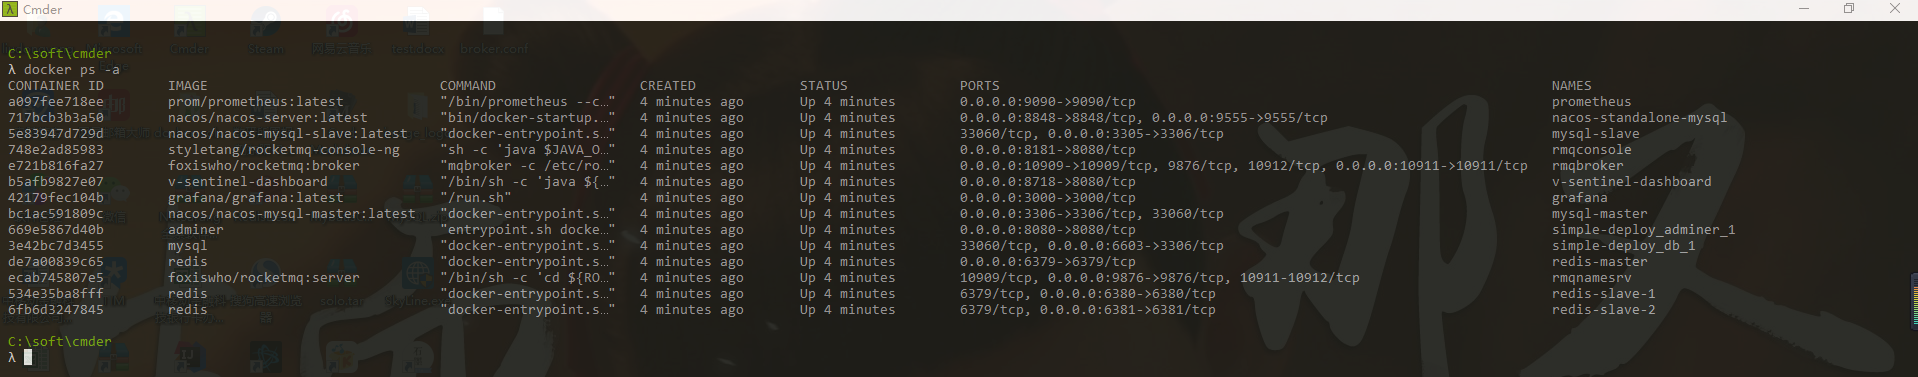 Cmder
C:\soft\cmder
λ docker ps -a
CONTAINER ID IMAGE COMMAND CREATED STATUS PORTS NAMES
a097fee718ee prom/prometheus:latest "/bin/prometheus --c…" 4 minutes ago Up 4 minutes 0.0.0.0:9090->9090/tcp prometheus
717bcb3b3a50 nacos/nacos-server:latest "bin/docker-startup.…" 4 minutes ago Up 4 minutes 0.0.0.0:8848->8848/tcp, 0.0.0.0:9555->9555/tcp nacos-standalone-mysql
5e83947d729d nacos/nacos-mysql-slave:latest "docker-entrypoint.s…" 4 minutes ago Up 4 minutes 33060/tcp, 0.0.0.0:3305->3306/tcp mysql-slave
748e2ad85983 styletang/rocketmq-console-ng "sh -c 'java $JAVA_O…" 4 minutes ago Up 4 minutes 0.0.0.0:8181->8080/tcp rmqconsole
e721b816fa27 foxiswho/rocketmq:broker "mqbroker -c /etc/ro…" 4 minutes ago Up 4 minutes 0.0.0.0:10909->10909/tcp, 9876/tcp, 10912/tcp, 0.0.0.0:10911->10911/tcp rmqbroker
b5afb9827e07 v-sentinel-dashboard "/bin/sh -c 'java ${…" 4 minutes ago Up 4 minutes 0.0.0.0:8718->8080/tcp v-sentinel-dashboard
42179fec104b grafana/grafana:latest "/run.sh" 4 minutes ago Up 4 minutes 0.0.0.0:3000->3000/tcp grafana
bc1ac591809c nacos/nacos-mysql-master:latest "docker-entrypoint.s…" 4 minutes ago Up 4 minutes 0.0.0.0:3306->3306/tcp, 33060/tcp mysql-master
669e5867d40b adminer "entrypoint.sh docke…" 4 minutes ago Up 4 minutes 0.0.0.0:8080->8080/tcp simple-deploy_adminer_1
3e42bc7d3455 mysql "docker-entrypoint.s…" 4 minutes ago Up 4 minutes 33060/tcp, 0.0.0.0:6603->3306/tcp simple-deploy_db_1
de7a00839c65 redis "docker-entrypoint.s…" 4 minutes ago Up 4 minutes 0.0.0.0:6379->6379/tcp redis-master
ecab745807e5 foxiswho/rocketmq:server "/bin/sh -c 'cd ${RO…" 4 minutes ago Up 4 minutes 10909/tcp, 0.0.0.0:9876->9876/tcp, 10911-10912/tcp rmqnamesrv
534e35ba8fff redis "docker-entrypoint.s…" 4 minutes ago Up 4 minutes 6379/tcp, 0.0.0.0:6380->6380/tcp redis-slave-1
6fb6d3247845 redis "docker-entrypoint.s…" 4 minutes ago Up 4 minutes 6379/tcp, 0.0.0.0:6381->6381/tcp redis-slave-2
C:\soft\cmder
λ